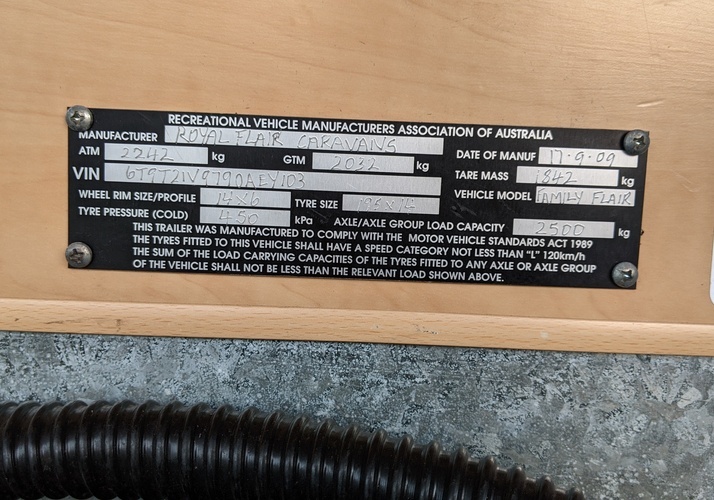 RECREATIONAL VEHICLE MANUFACTURERS ASSOCIATION OF AUSTRALIA
MANUFACTURER ROYAL FLAIR CARAVANS
ATM 2242 kg GTM 2032 kg DATE OF MANUF 17-9-09
VIN 6T9T21V9790AEY103 TARE MASS 1842 kg
WHEEL RIM SIZE/PROFILE 14X6 TYRE SIZE 195X14 VEHICLE MODEL FAMILY FLAIR
TYRE PRESSURE (COLD) 450 kPa AXLE/AXLE GROUP LOAD CAPACITY 2500 kg
THIS TRAILER WAS MANUFACTURED TO COMPLY WITH THE MOTOR VEHICLE STANDARDS ACT 1989
THE TYRES FITTED TO THIS VEHICLE SHALL HAVE A SPEED CATEGORY NOT LESS THAN "L" 120km/h
THE SUM OF THE LOAD CARRYING CAPACITIES OF THE TYRES FITTED TO ANY AXLE OR AXLE GROUP
OF THE VEHICLE SHALL NOT BE LESS THAN THE RELEVANT LOAD SHOWN ABOVE.